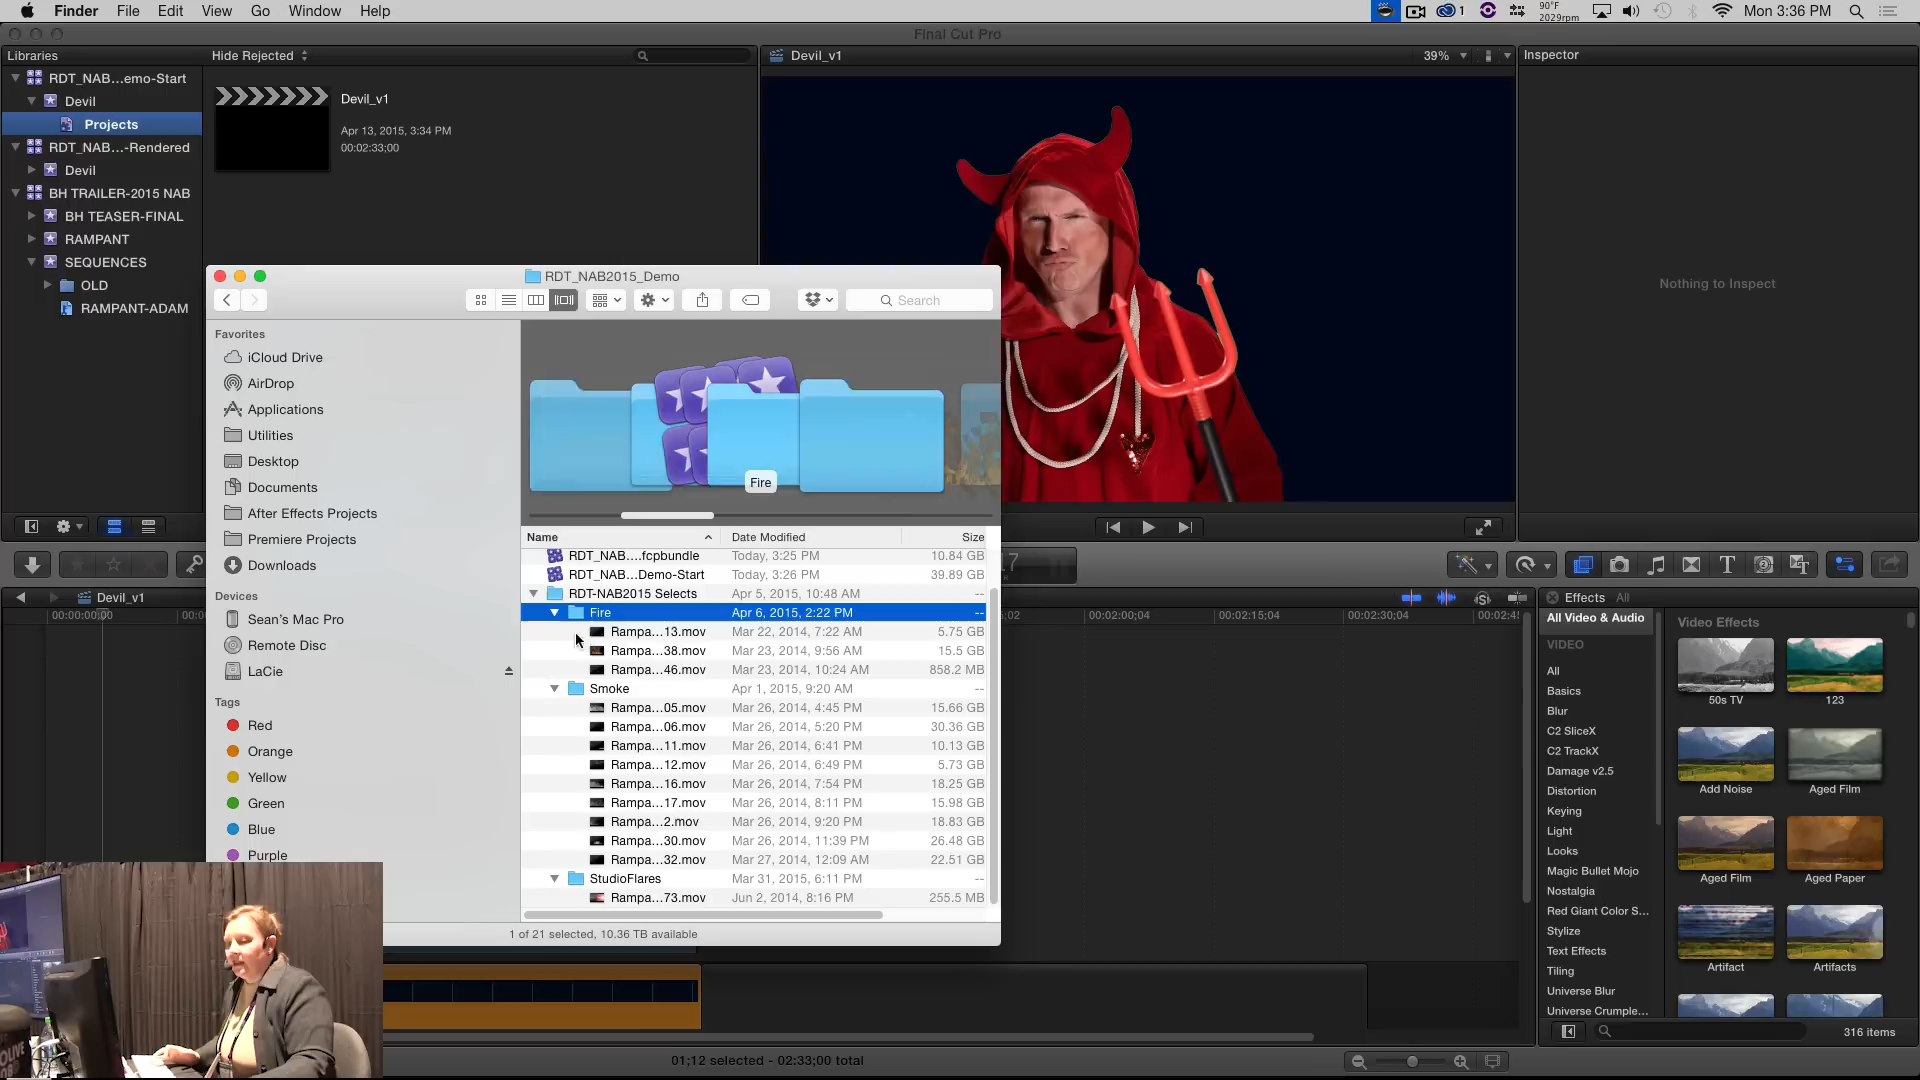 Finder File Edit View Go Window Help
1 90°F 2029rpm Mon 3:36 PM
Final Cut Pro
Libraries
Hide Rejected
Devil_v1
39%
Inspector
RDT_NAB...emo-Start
Devil
Projects
RDT_NAB...-Rendered
Devil
BH TRAILER-2015 NAB
BH TEASER-FINAL
RAMPANT
SEQUENCES
OLD
RAMPANT-ADAM
Devil_v1
Apr 13, 2015, 3:34 PM
00:02:33;00
Nothing to Inspect
RDT_NAB2015_Demo
Search
Favorites
iCloud Drive
AirDrop
Applications
Utilities
Desktop
Documents
After Effects Projects
Premiere Projects
Downloads
Devices
Sean's Mac Pro
Remote Disc
LaCie
Tags
Red
Orange
Yellow
Green
Blue
Purple
Fire
Name Date Modified Size
RDT_NAB....fcpbundle Today, 3:25 PM 10.84 GB
RDT_NAB...Demo-Start Today, 3:26 PM 39.89 GB
RDT-NAB2015 Selects Apr 5, 2015, 10:48 AM --
Fire Apr 6, 2015, 2:22 PM --
Rampa...13.mov Mar 22, 2014, 7:22 AM 5.75 GB
Rampa...38.mov Mar 23, 2014, 9:56 AM 15.5 GB
Rampa...46.mov Mar 23, 2014, 10:24 AM 858.2 MB
Smoke Apr 1, 2015, 9:20 AM --
Rampa...05.mov Mar 26, 2014, 4:45 PM 15.66 GB
Rampa...06.mov Mar 26, 2014, 5:20 PM 30.36 GB
Rampa...11.mov Mar 26, 2014, 6:41 PM 10.13 GB
Rampa...12.mov Mar 26, 2014, 6:49 PM 5.73 GB
Rampa...16.mov Mar 26, 2014, 7:54 PM 18.25 GB
Rampa...17.mov Mar 26, 2014, 8:11 PM 15.98 GB
Rampa...2.mov Mar 26, 2014, 9:20 PM 18.83 GB
Rampa...30.mov Mar 26, 2014, 11:39 PM 26.48 GB
Rampa...32.mov Mar 27, 2014, 12:09 AM 22.51 GB
StudioFlares Mar 31, 2015, 6:11 PM --
Rampa...73.mov Jun 2, 2014, 8:16 PM 255.5 MB
1 of 21 selected, 10.36 TB available
17
Devil_v1
00:00:00;00 00:0
;02 00:02:00;04 00:02:15;04 00:02:30;04 00:02:45
Effects All
All Video & Audio
VIDEO
All
Basics
Blur
C2 SliceX
C2 TrackX
Damage v2.5
Distortion
Keying
Light
Looks
Magic Bullet Mojo
Nostalgia
Red Giant Color S...
Stylize
Text Effects
Tiling
Universe Blur
Universe Crumple...
Video Effects
50s TV 123
Add Noise Aged Film
Aged Film Aged Paper
Artifact Artifacts
316 items
01;12 selected - 02:33;00 total